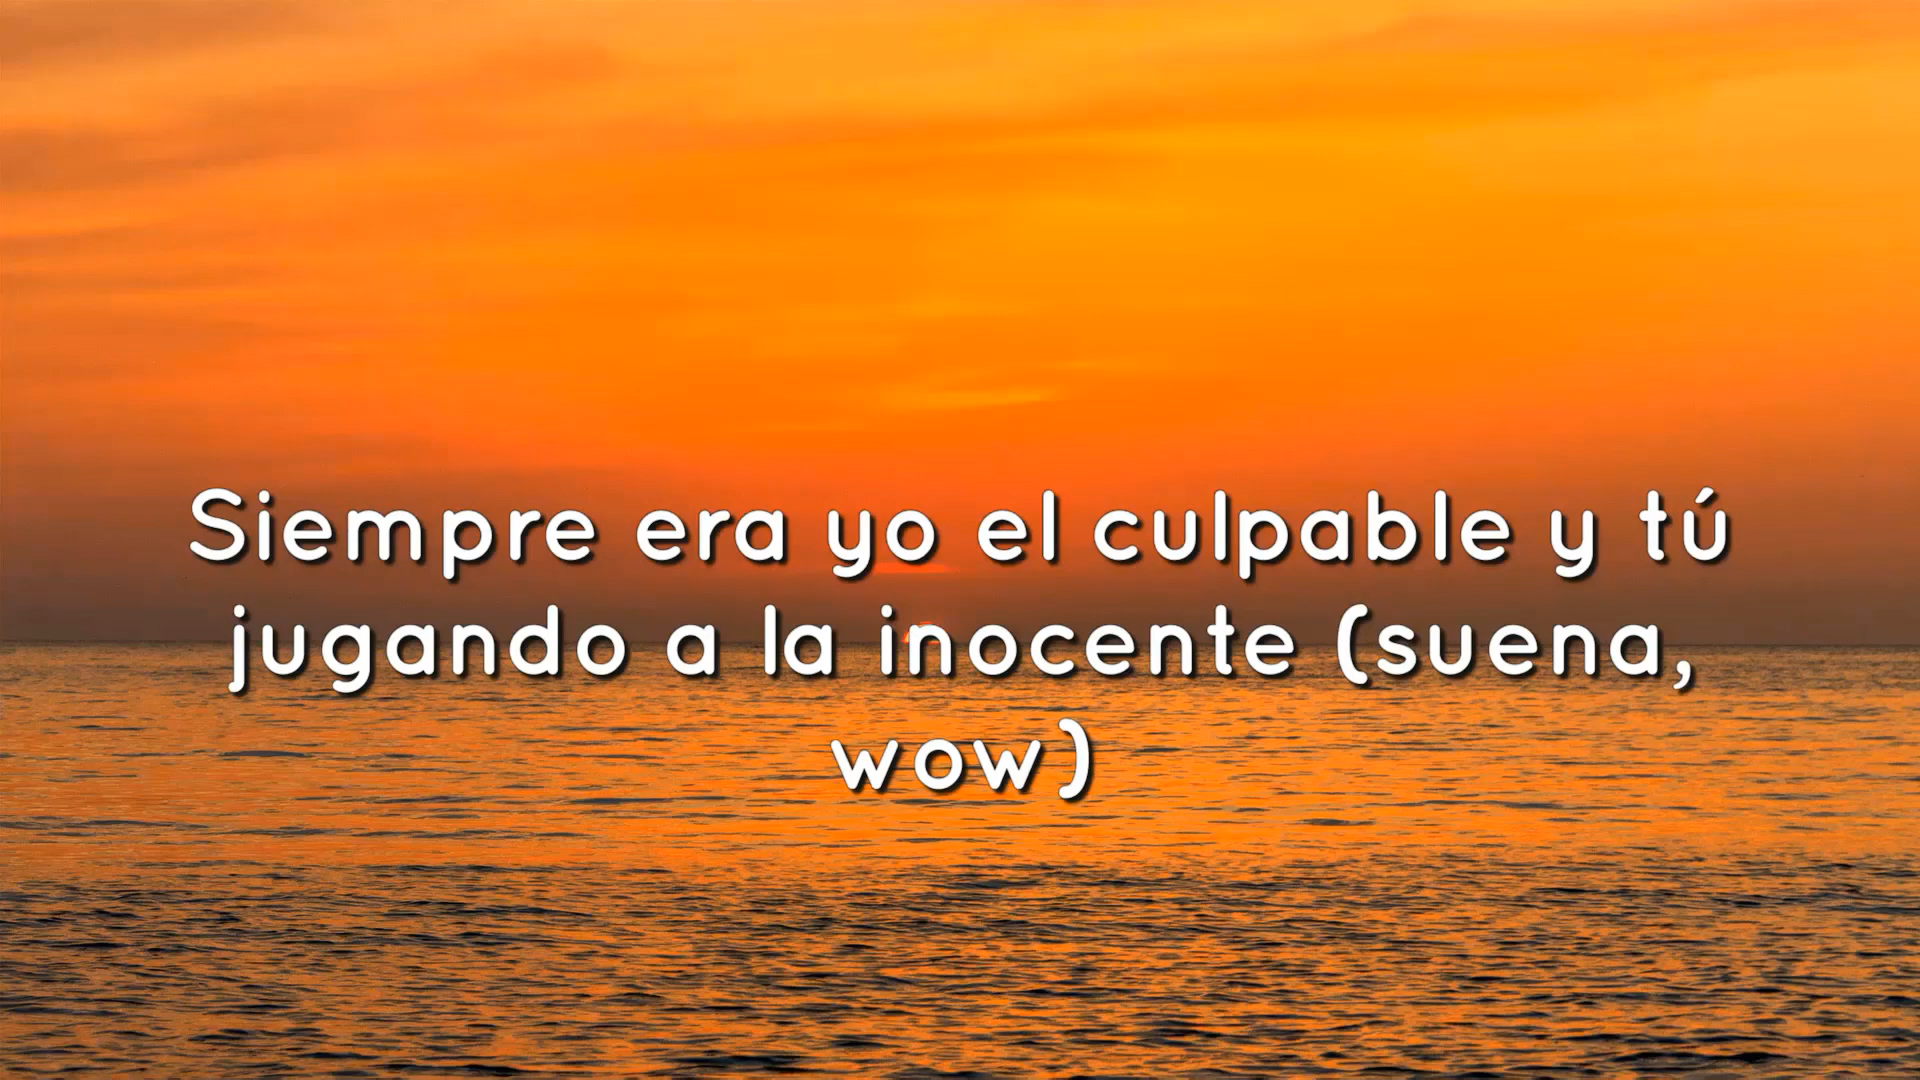 Siempre era yo el culpable y tú
jugando a la inocente (suena,
wow)